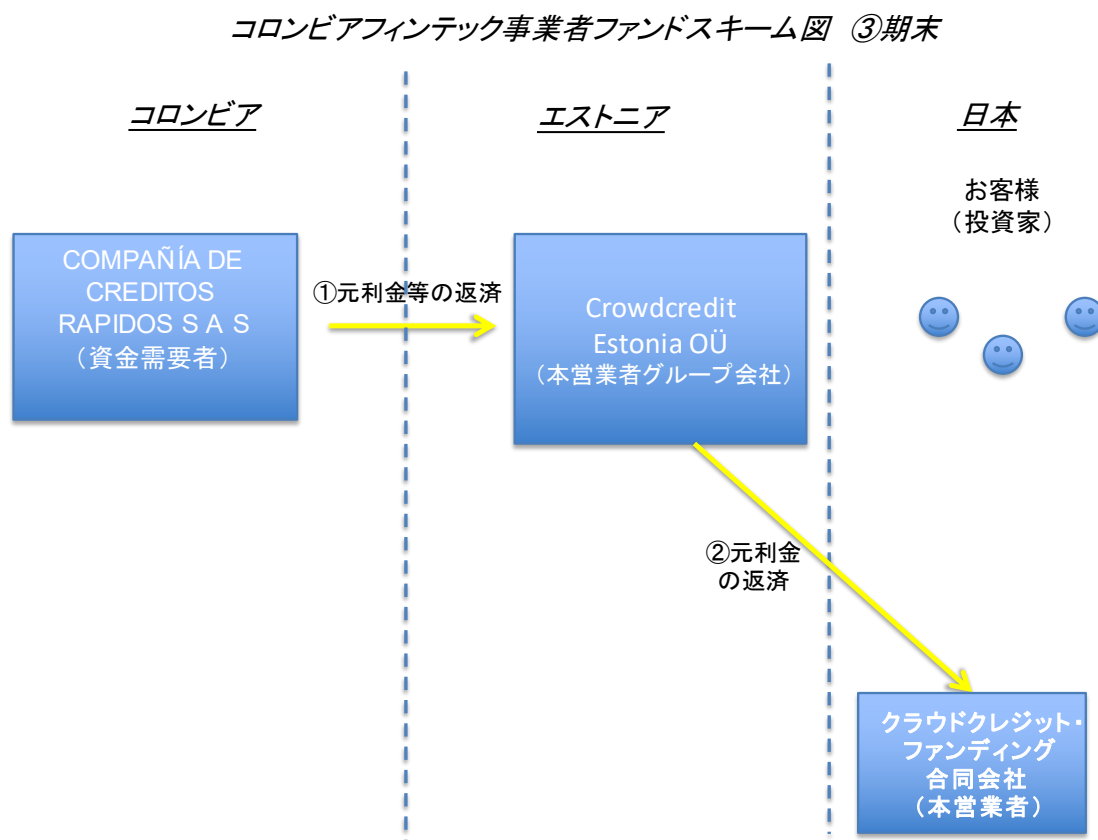 コロンビアフィンテック事業者ファンドスキーム図　③期末
コロンビア
エストニア
日本
お客様
（投資家）
COMPAÑÍA DE
CREDITOS
RAPIDOS S A S
（資金需要者）
①元利金等の返済
Crowdcredit
Estonia OÜ
（本営業者グループ会社）
②元利金
の返済
クラウドクレジット・
ファンディング
合同会社
（本営業者）